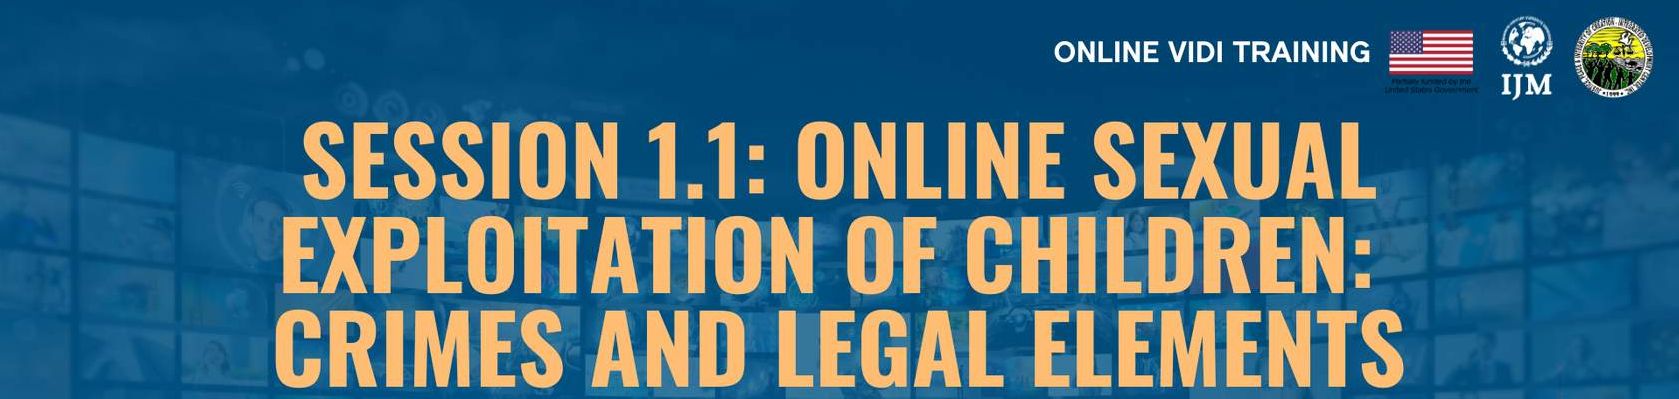 ONLINE VIDI TRAINING
Partially funded by the
United States Government
IJM
SESSION 1.1: ONLINE SEXUAL
EXPLOITATION OF CHILDREN:
CRIMES AND LEGAL ELEMENTS